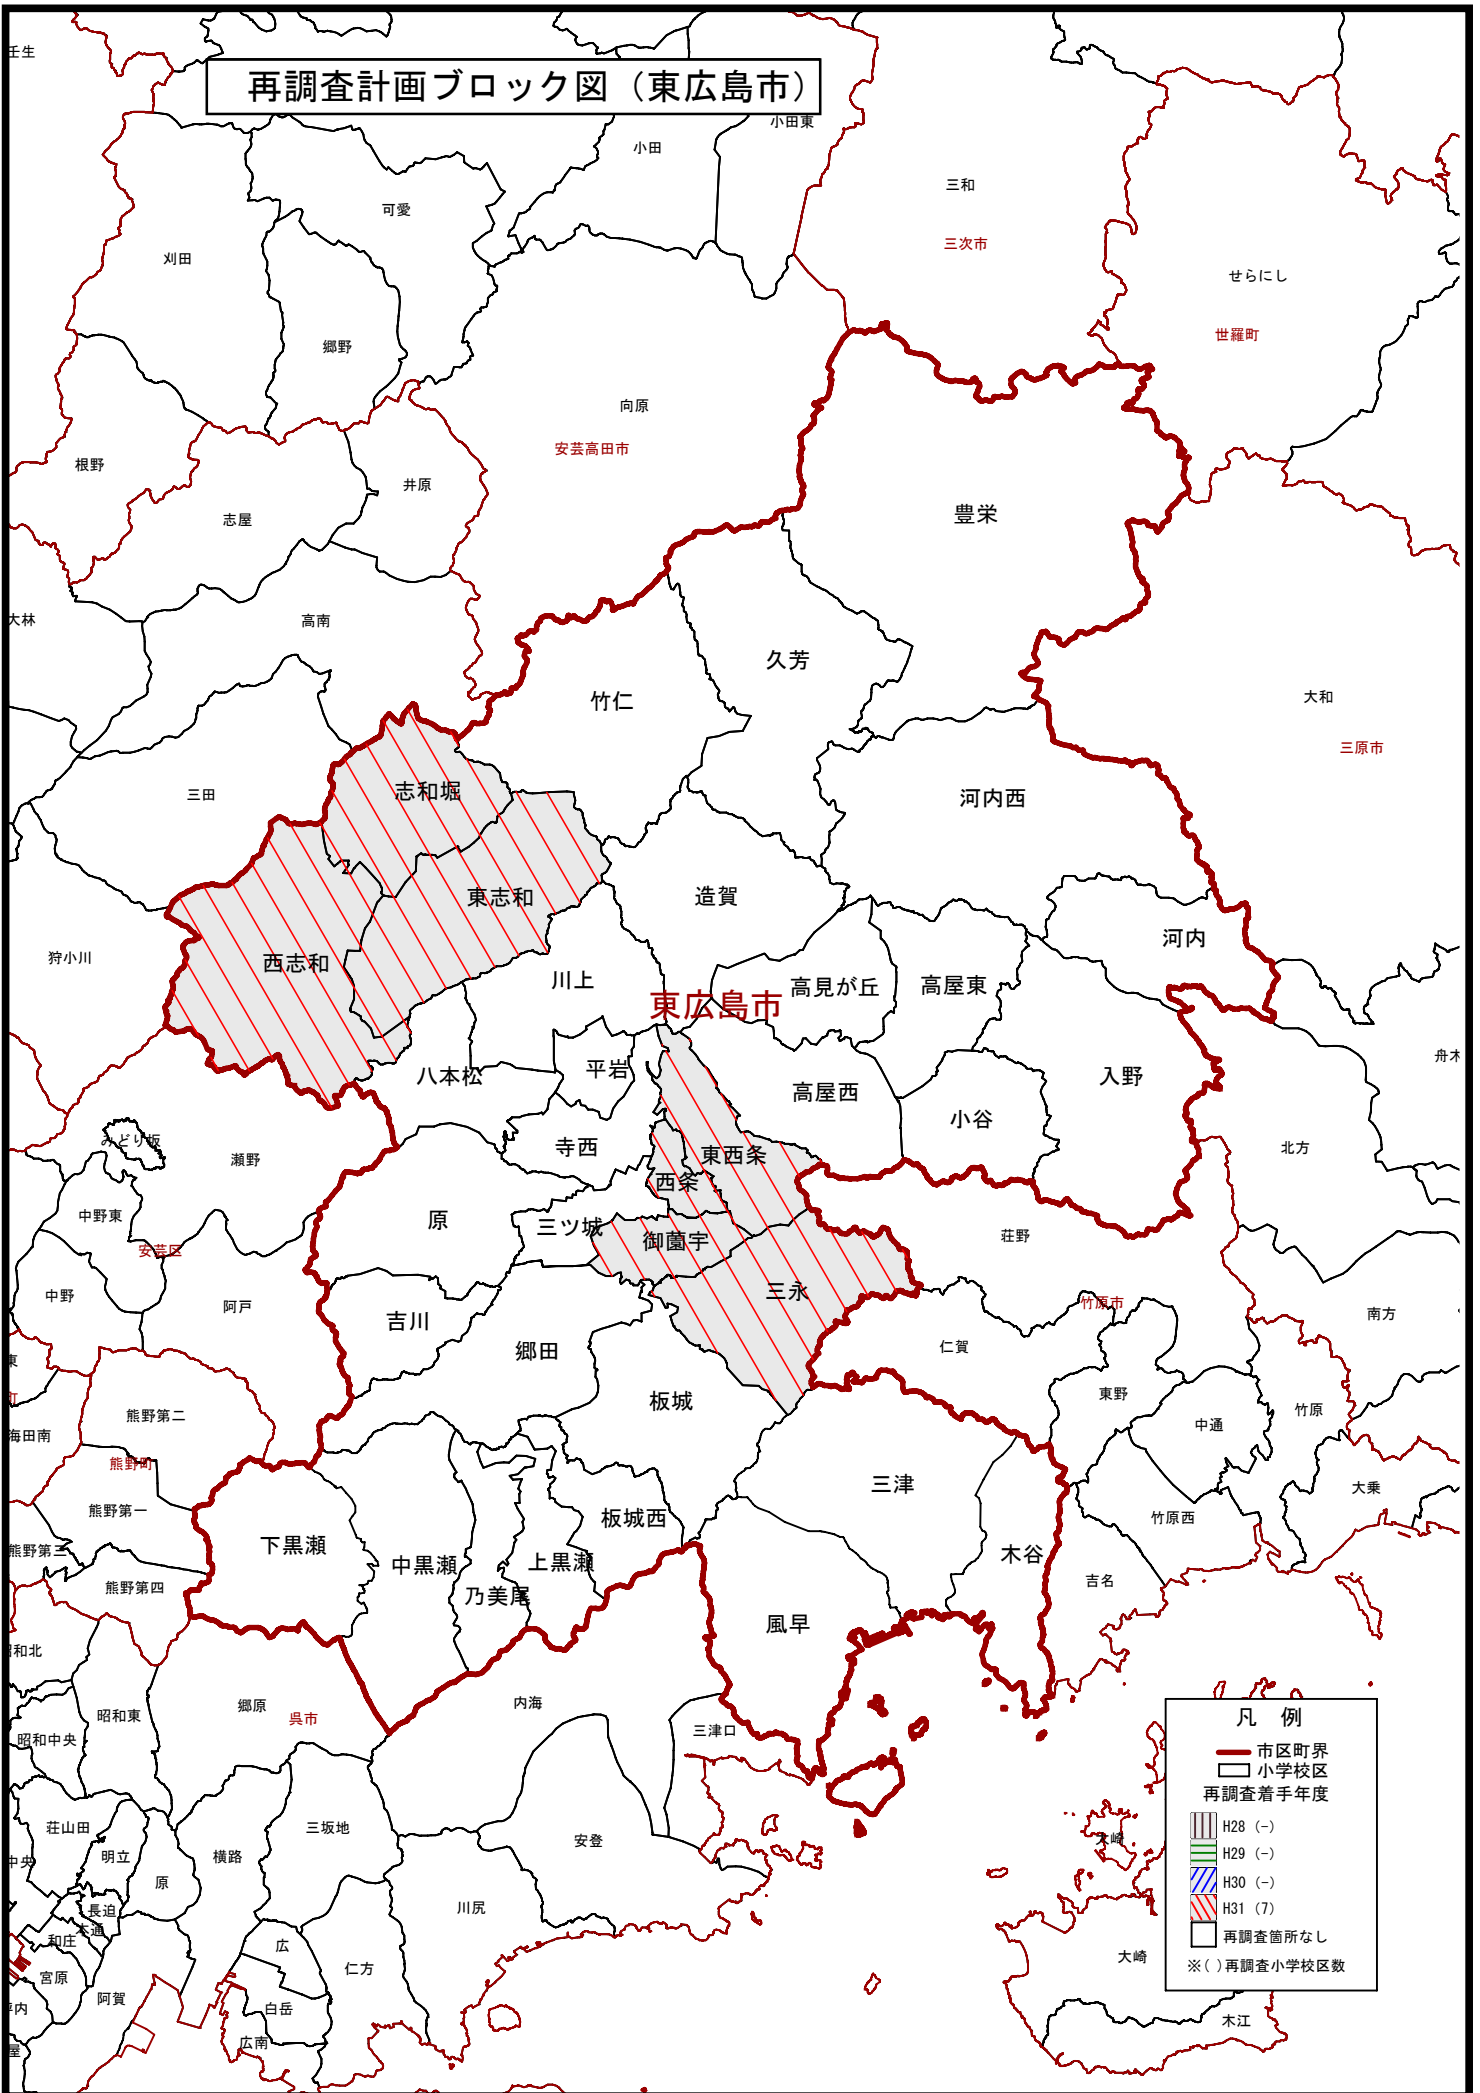 再調査計画ブロック図（東広島市）
壬生
小田東
小田
三和
可愛
三次市
刈田
せらにし
世羅町
郷野
向原
安芸高田市
根野
井原
志屋
豊栄
大林
高南
久芳
竹仁
大和
三原市
三田
志和堀
河内西
東志和
造賀
河内
狩小川
西志和
川上
高見が丘
高屋東
東広島市
舟木
八本松
平岩
入野
高屋西
小谷
みどり坂
瀬野
寺西
東西条
北方
西条
中野東
原
三ツ城
御薗宇
荘野
安芸区
中野
阿戸
三永
竹原市
吉川
南方
仁賀
東
郷田
町
東野
板城
竹原
熊野第二
中通
海田南
熊野町
三津
大乗
熊野第一
板城西
竹原西
下黒瀬
熊野第三
中黒瀬
上黒瀬
木谷
熊野第四
乃美尾
吉名
風早
昭和北
内海
郷原
呉市
昭和東
三津口
昭和中央
凡　例
市区町界
小学校区
再調査着手年度
H28（-）
H29（-）
H30（-）
H31（7）
再調査箇所なし
※( )再調査小学校区数
荘山田
三坂地
安登
大崎
明立
横路
中央
原
川尻
長迫
本通
和庄
広
大崎
宮原
仁方
阿賀
坪内
白岳
木江
広南
屋